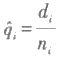 q̂ᵢ = dᵢ / nᵢ